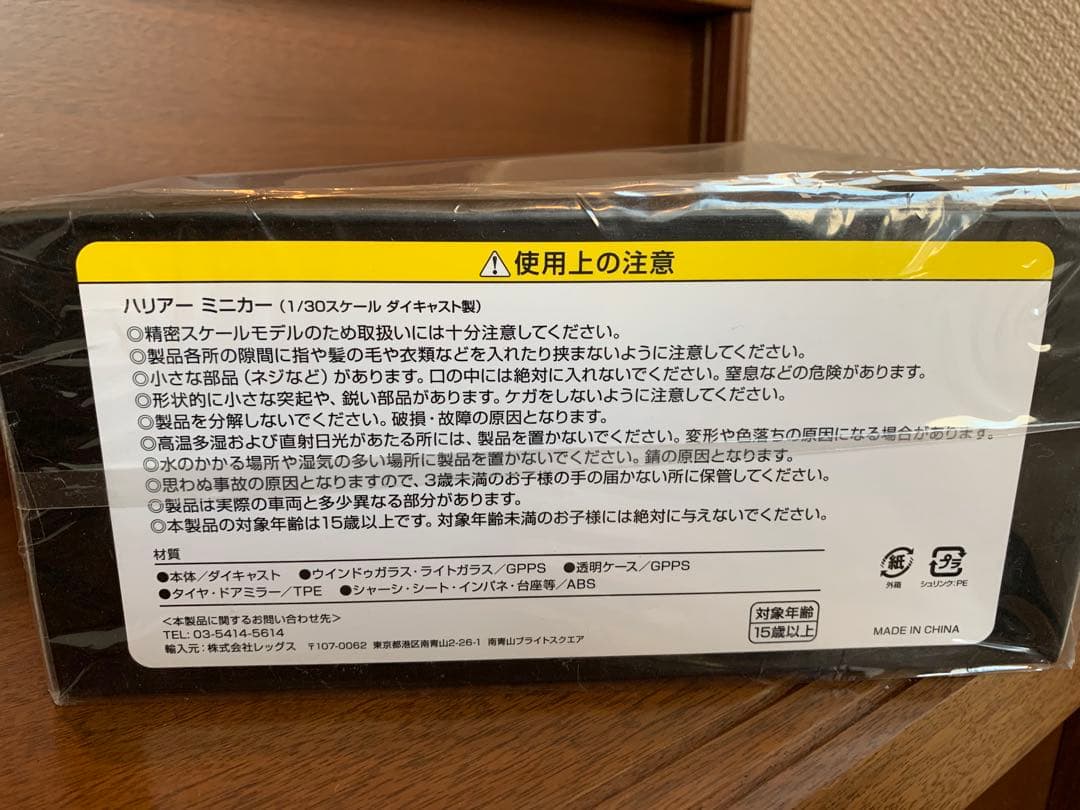 ⚠使用上の注意
ハリアー ミニカー（1/30スケール ダイキャスト製）
◎精密スケールモデルのため取扱いには十分注意してください。
◎製品各所の隙間に指や髪の毛や衣類などを入れたり挟まないように注意してください。
◎小さな部品（ネジなど）があります。口の中には絶対に入れないでください。窒息などの危険があります。
◎形状的に小さな突起や、鋭い部品があります。ケガをしないように注意してください。
◎製品を分解しないでください。破損・故障の原因となります。
◎高温多湿および直射日光があたる所には、製品を置かないでください。変形や色落ちの原因になる場合があります。
◎水のかかる場所や湿気の多い場所に製品を置かないでください。錆の原因となります。
◎思わぬ事故の原因となりますので、3歳未満のお子様の手の届かない所に保管してください。
◎製品は実際の車両と多少異なる部分があります。
◎本製品の対象年齢は15歳以上です。対象年齢未満のお子様には絶対に与えないでください。
材質
●本体／ダイキャスト ●ウインドゥガラス・ライトガラス／GPPS ●透明ケース／GPPS
●タイヤ・ドアミラー／TPE ●シャーシ・シート・インパネ・台座等／ABS
紙
外箱
プラ
シュリンク:PE
<本製品に関するお問い合わせ先>
TEL: 03-5414-5614
輸入元：株式会社レッグス 〒107-0062 東京都港区南青山2-26-1 南青山ブライトスクエア
対象年齢
15歳以上
MADE IN CHINA